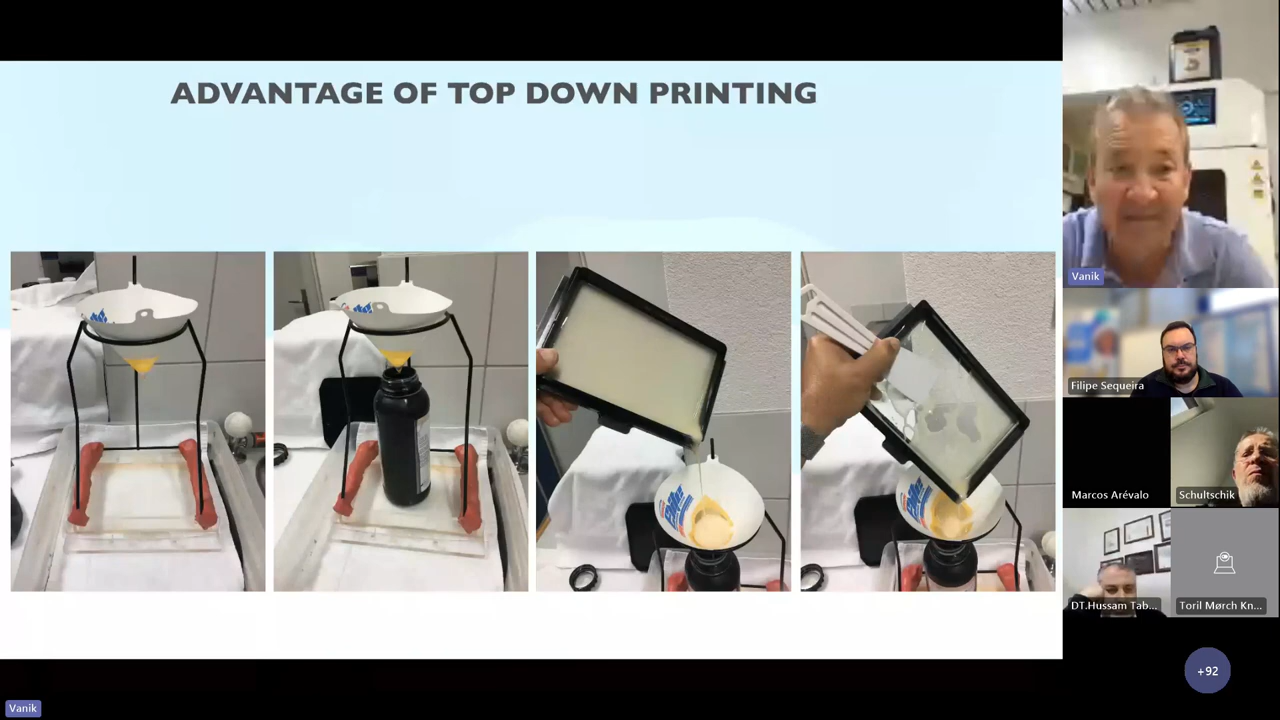 ADVANTAGE OF TOP DOWN PRINTING
Vanik
Filipe Sequeira
Marcos Arévalo
Schultschik
DT.Hussam Tab...
Toril Mørch Kn...
+92
Vanik